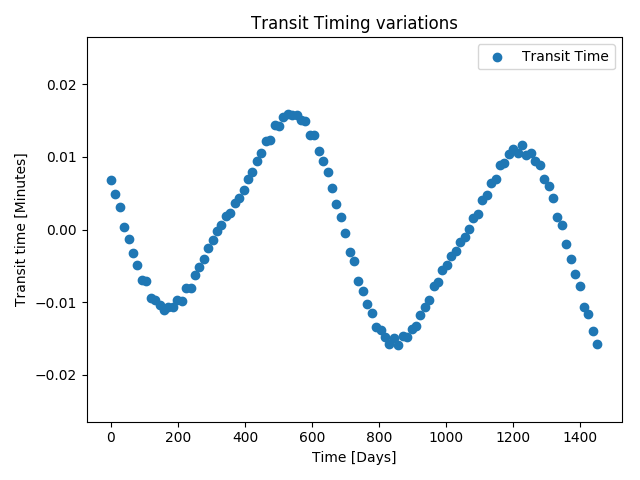 Transit Timing variations
Transit Time
0.02
0.01
0.00
−0.01
−0.02
Transit time [Minutes]
0 200 400 600 800 1000 1200 1400
Time [Days]